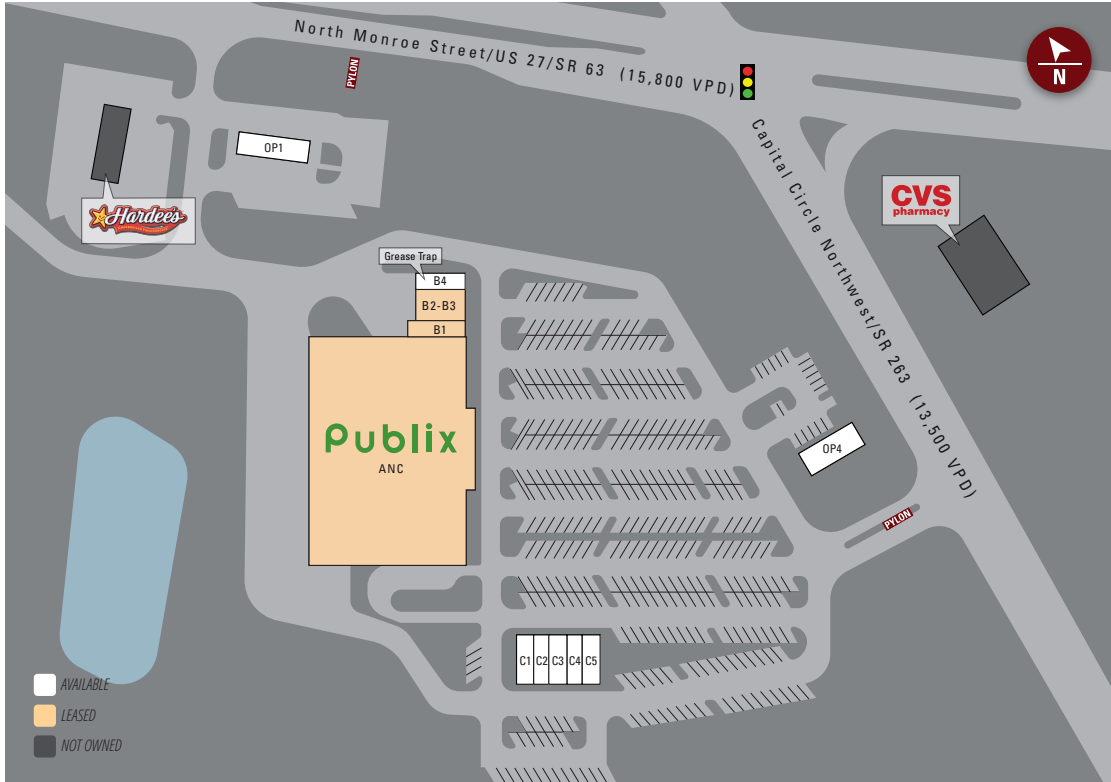 North Monroe Street/US 27/SR 63 (15,800 VPD)
PYLON
N
OP1
Capital Circle Northwest/SR 263 (13,500 VPD)
CVS
pharmacy
Hardee's
Grease Trap
B4
B2-B3
B1
Publix
ANC
OP4
PYLON
C1 C2 C3 C4 C5
AVAILABLE
LEASED
NOT OWNED